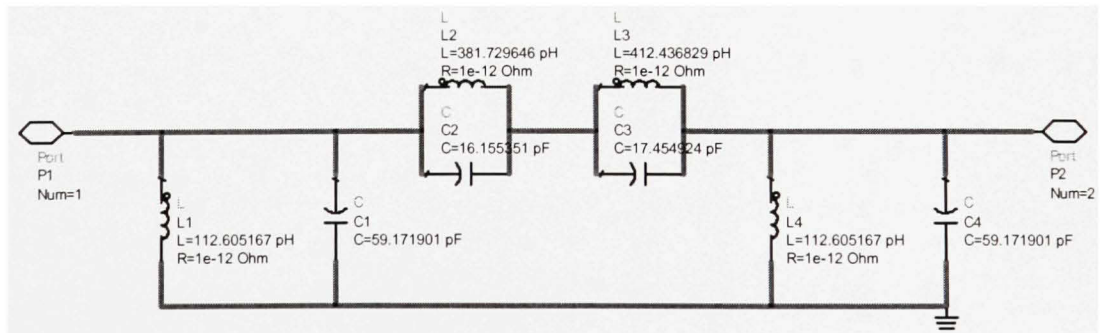 L
L2
L=381.729646 pH
R=1e-12 Ohm
L
L3
L=412.436829 pH
R=1e-12 Ohm
C
C2
C=16.155351 pF
C
C3
C=17.454924 pF
Port
P1
Num=1
L
L1
L=112.605167 pH
R=1e-12 Ohm
C
C1
C=59.171901 pF
L
L4
L=112.605167 pH
R=1e-12 Ohm
C
C4
C=59.171901 pF
Port
P2
Num=2